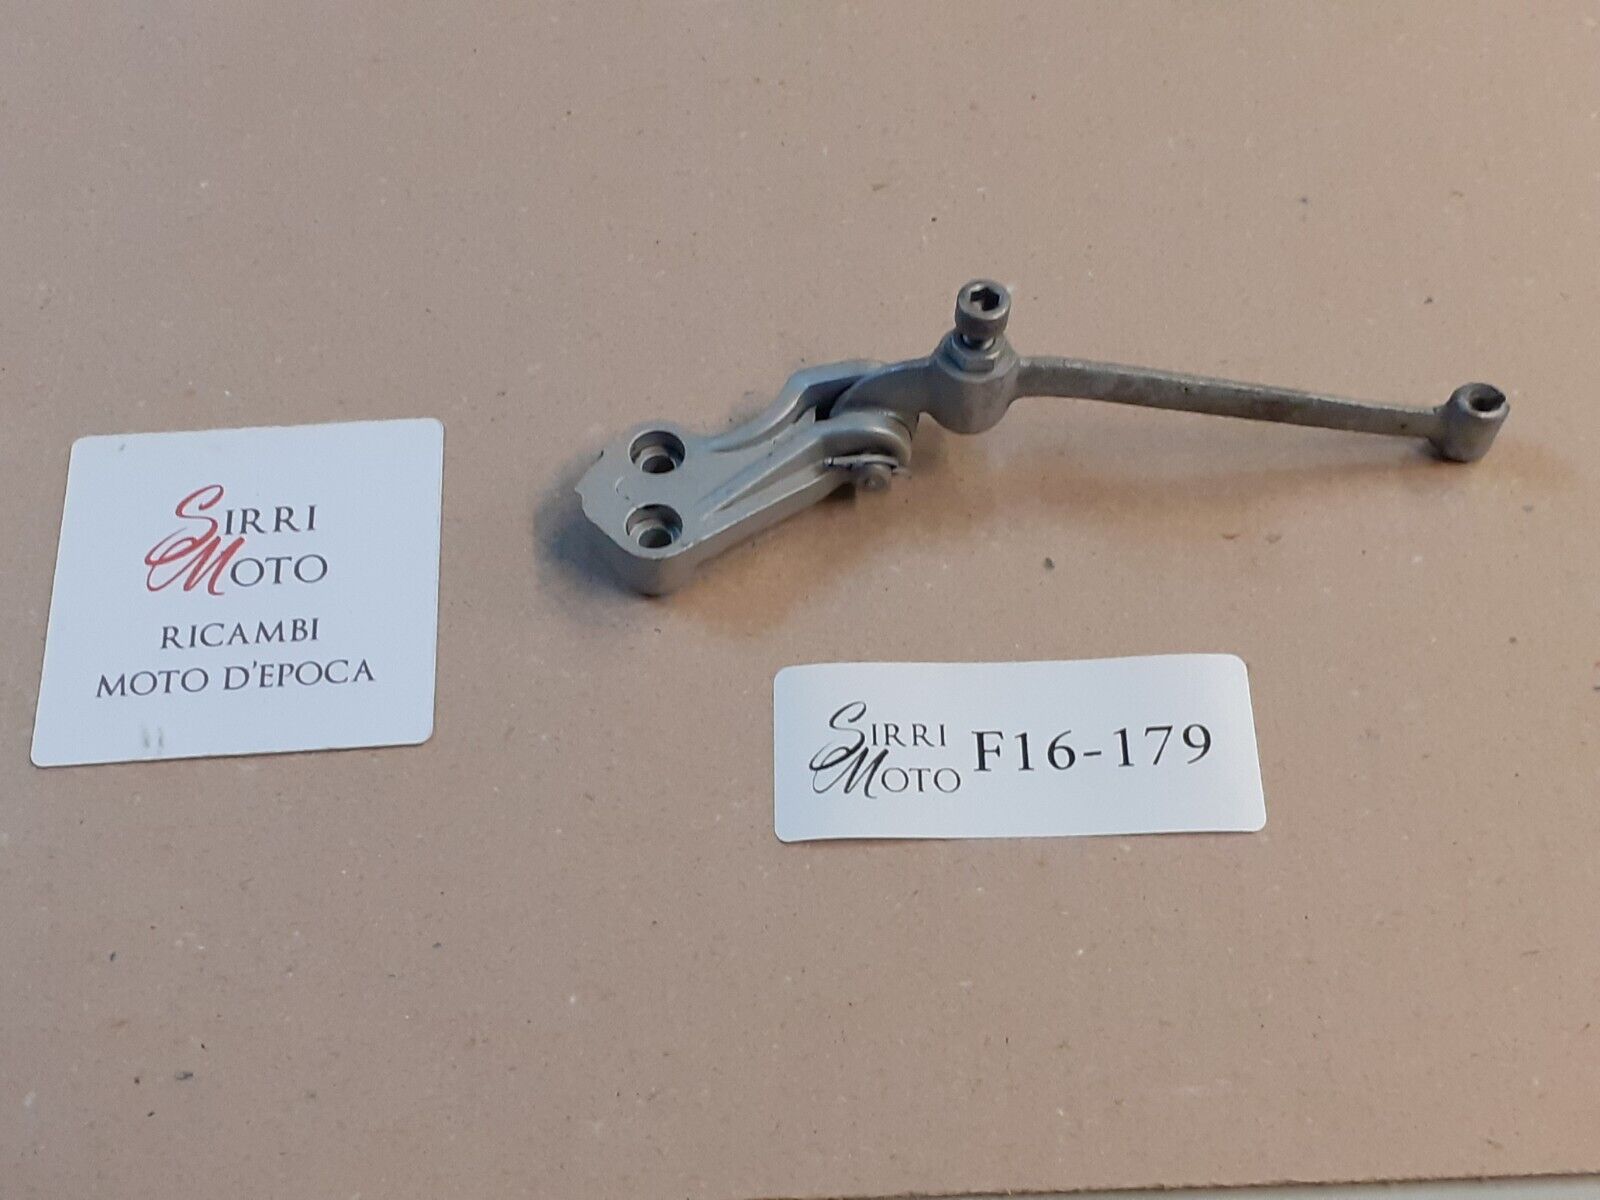 SIRRI
MOTO
RICAMBI
MOTO D'EPOCA
SIRRI
MOTO
F16-179